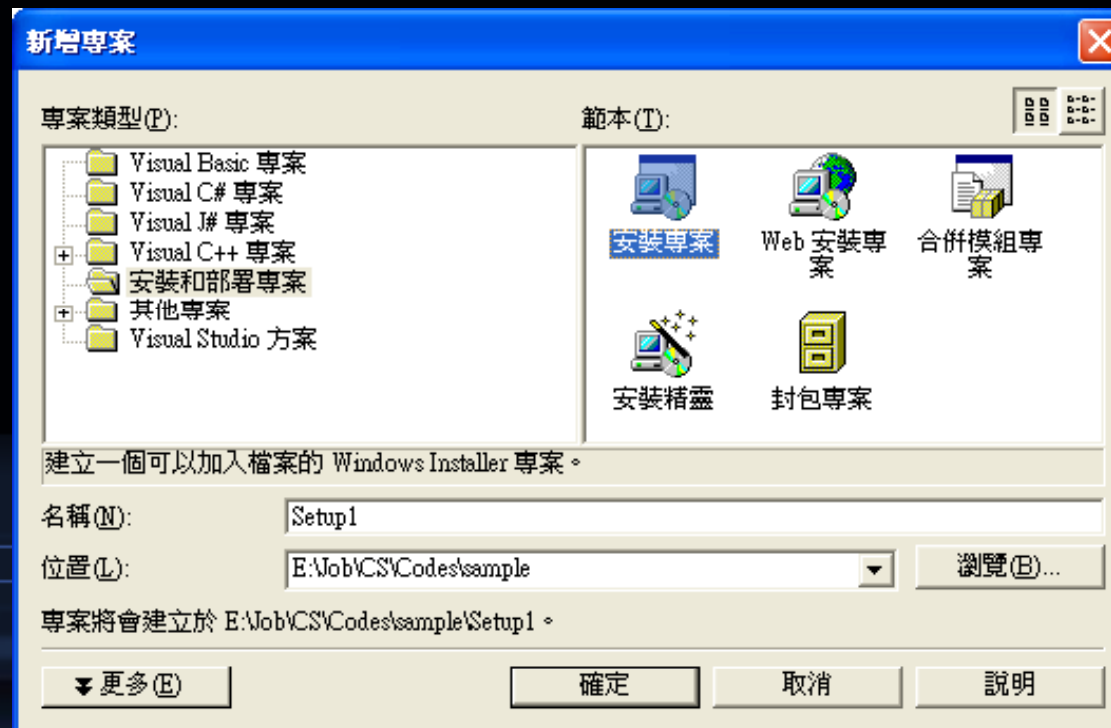 新增專案
專案類型(P):
範本(T):
Visual Basic 專案
Visual C# 專案
Visual J# 專案
Visual C++ 專案
安裝和部署專案
其他專案
Visual Studio 方案
安裝專案
Web 安裝專
案
合併模組專
案
安裝精靈
封包專案
建立一個可以加入檔案的 Windows Installer 專案。
名稱(N):
Setup1
位置(L):
E:\Job\CS\Codes\sample
瀏覽(B)...
專案將會建立於 E:\Job\CS\Codes\sample\Setup1。
更多(E)
確定
取消
說明